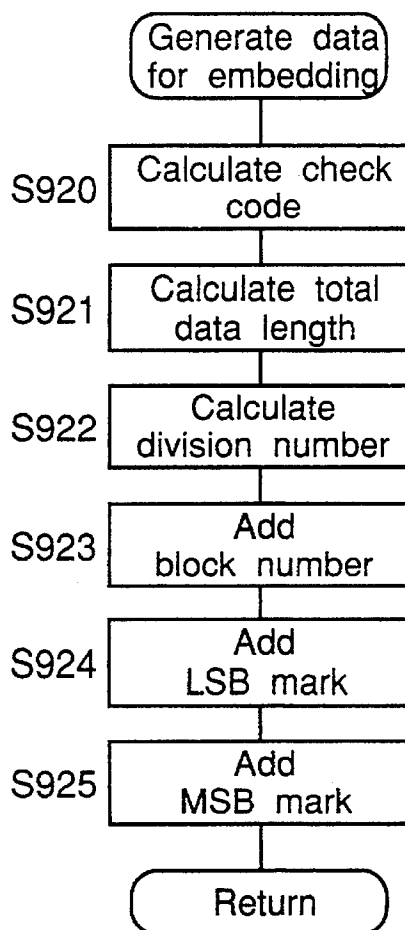 Generate data
for embedding
S920
Calculate check
code
S921
Calculate total
data length
S922
Calculate
division number
S923
Add
block number
S924
Add
LSB mark
S925
Add
MSB mark
Return